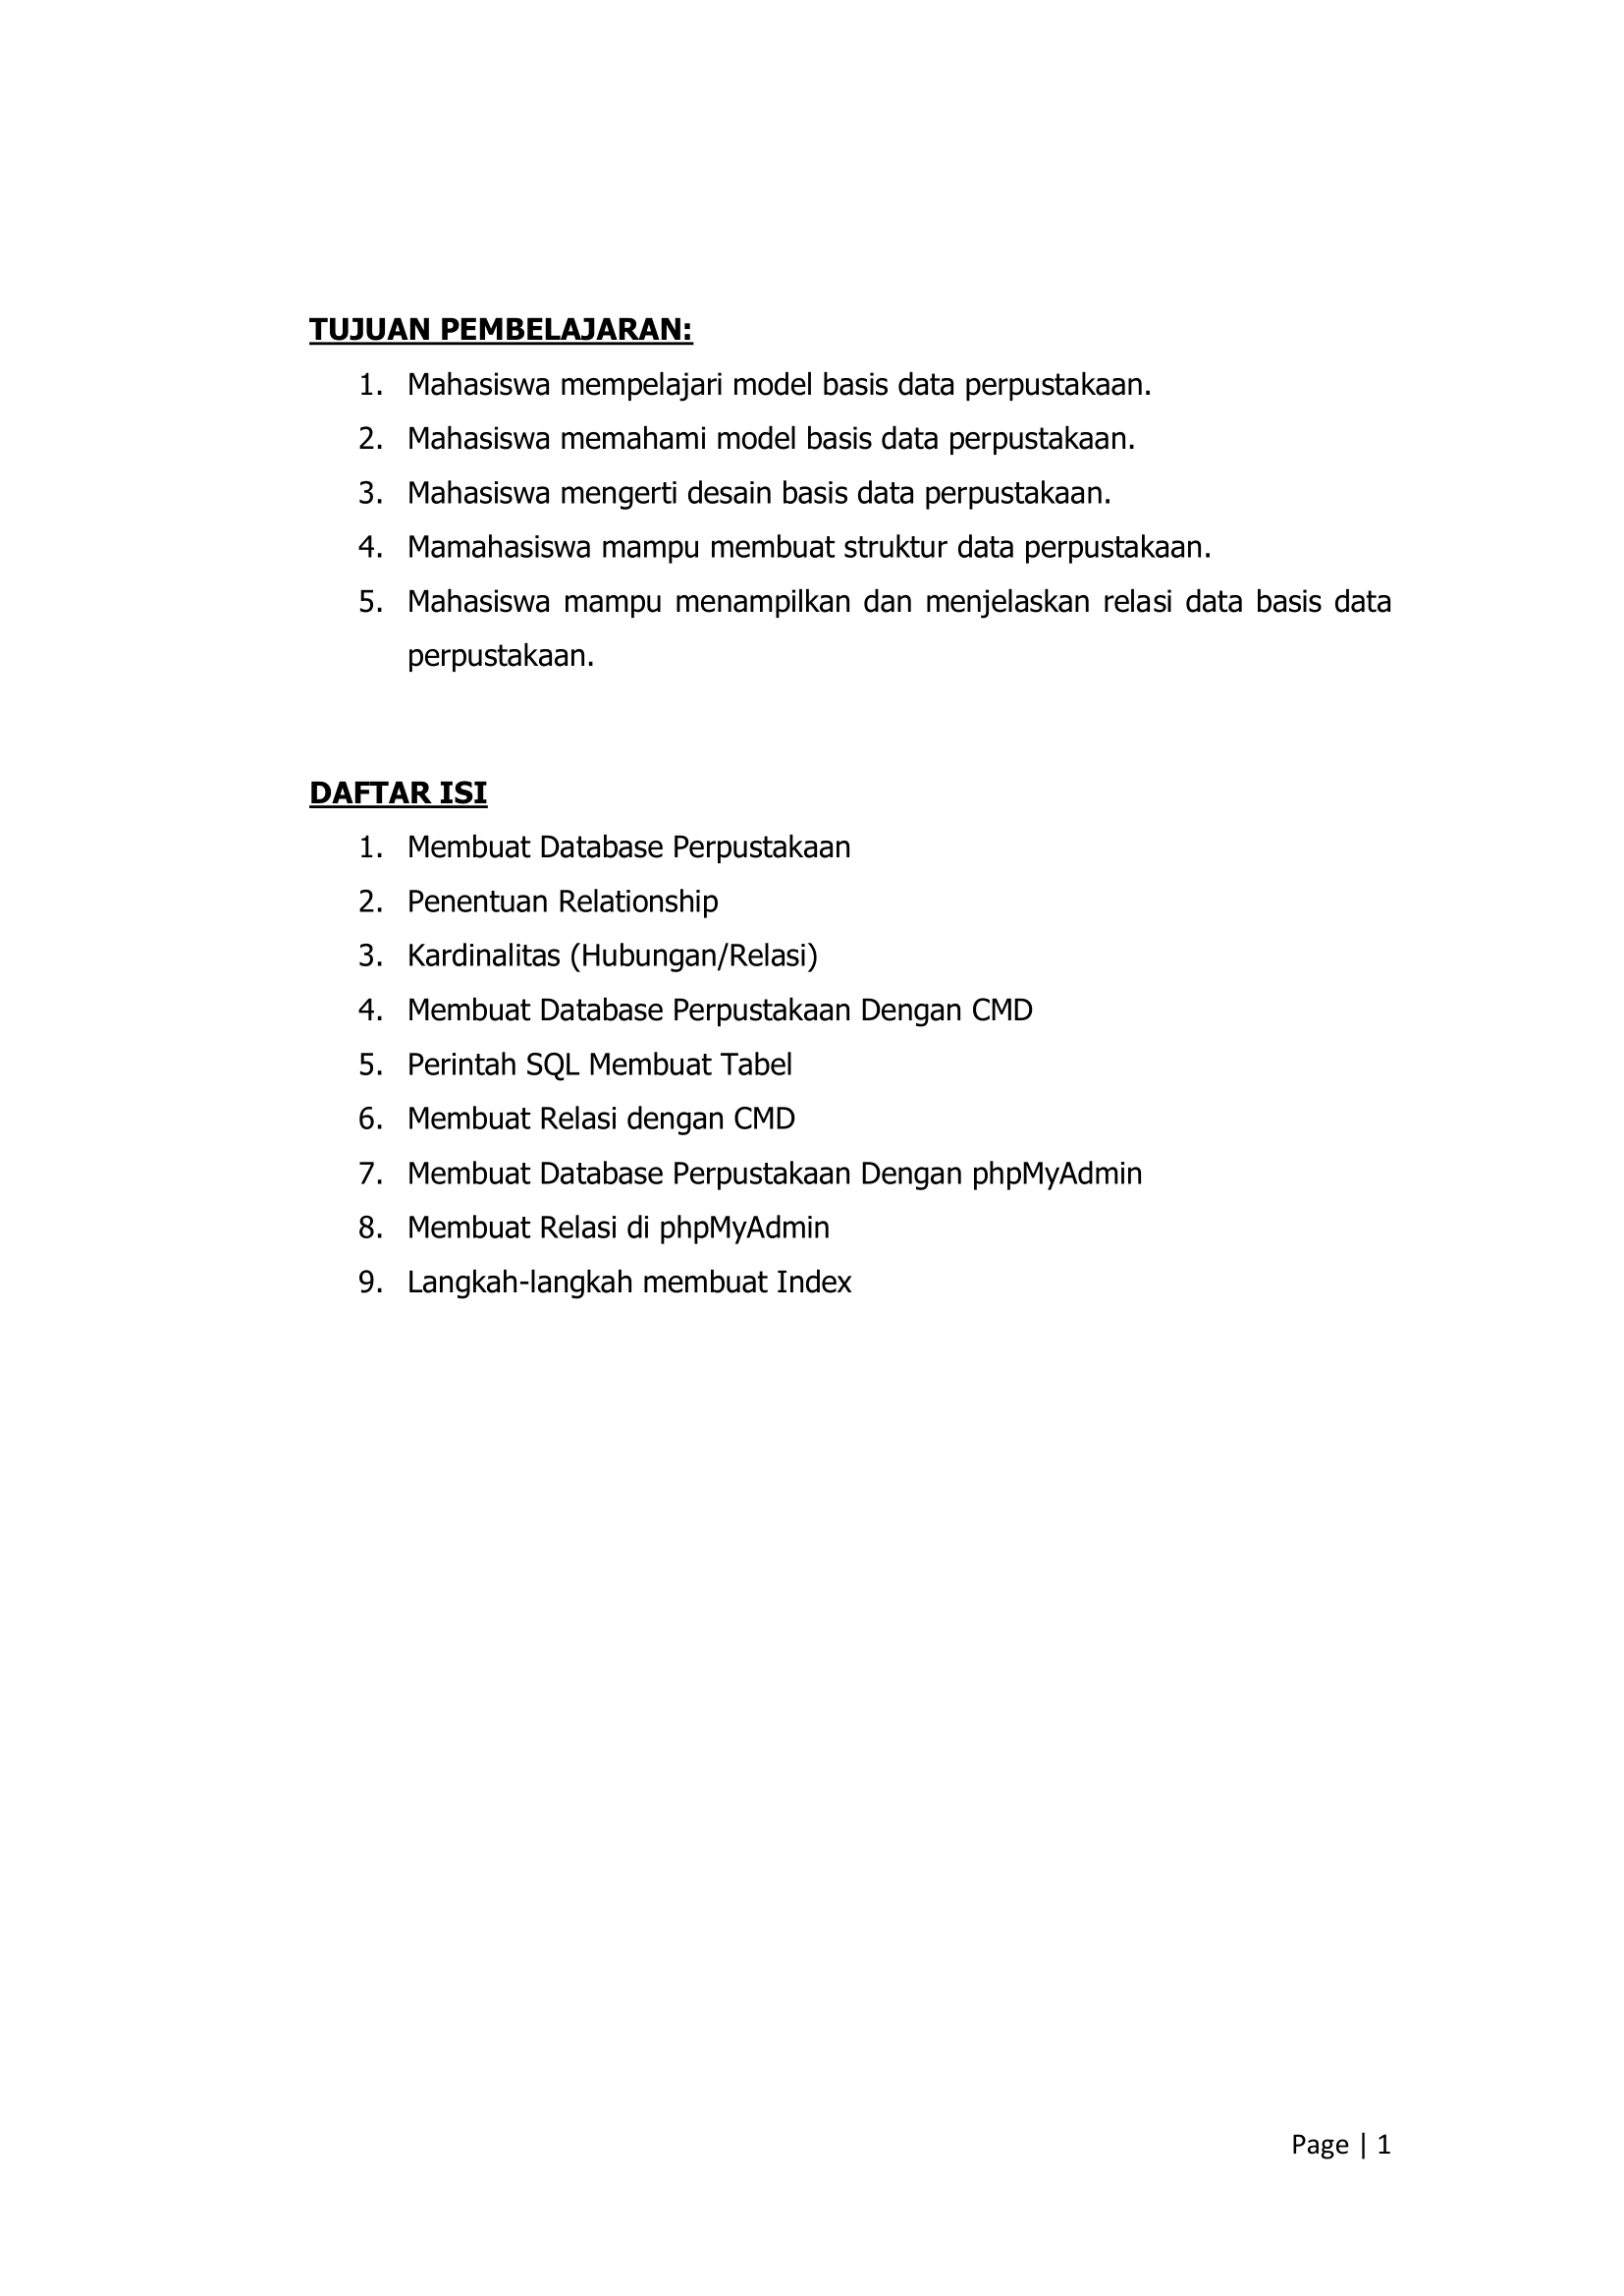 TUJUAN PEMBELAJARAN:
1. Mahasiswa mempelajari model basis data perpustakaan.
2. Mahasiswa memahami model basis data perpustakaan.
3. Mahasiswa mengerti desain basis data perpustakaan.
4. Mamahasiswa mampu membuat struktur data perpustakaan.
5. Mahasiswa mampu menampilkan dan menjelaskan relasi data basis data
perpustakaan.
DAFTAR ISI
1. Membuat Database Perpustakaan
2. Penentuan Relationship
3. Kardinalitas (Hubungan/Relasi)
4. Membuat Database Perpustakaan Dengan CMD
5. Perintah SQL Membuat Tabel
6. Membuat Relasi dengan CMD
7. Membuat Database Perpustakaan Dengan phpMyAdmin
8. Membuat Relasi di phpMyAdmin
9. Langkah-langkah membuat Index
Page | 1